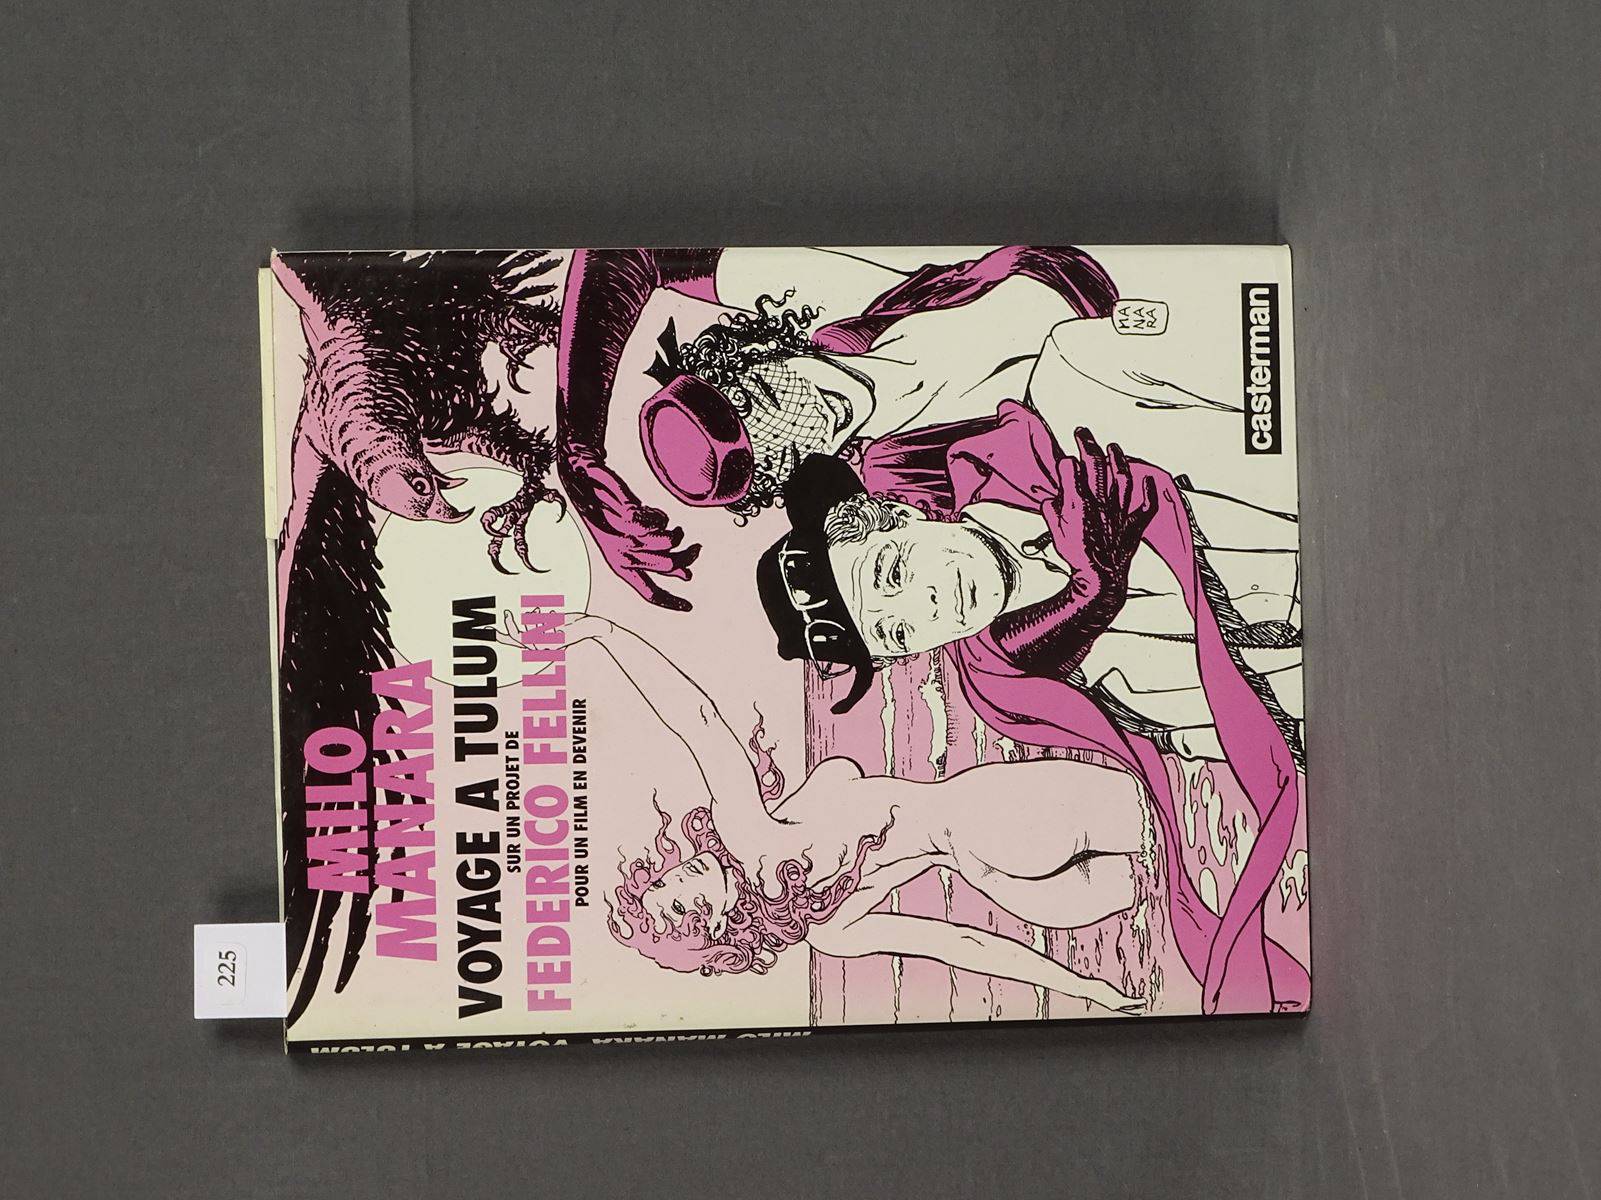 MILO
MANARA
VOYAGE A TULUM
SUR UN PROJET DE
FEDERICO FELLINI
POUR UN FILM EN DEVENIR
MA
NA
RA
casterman
225
MILO MANARA VOYAGE A TULUM